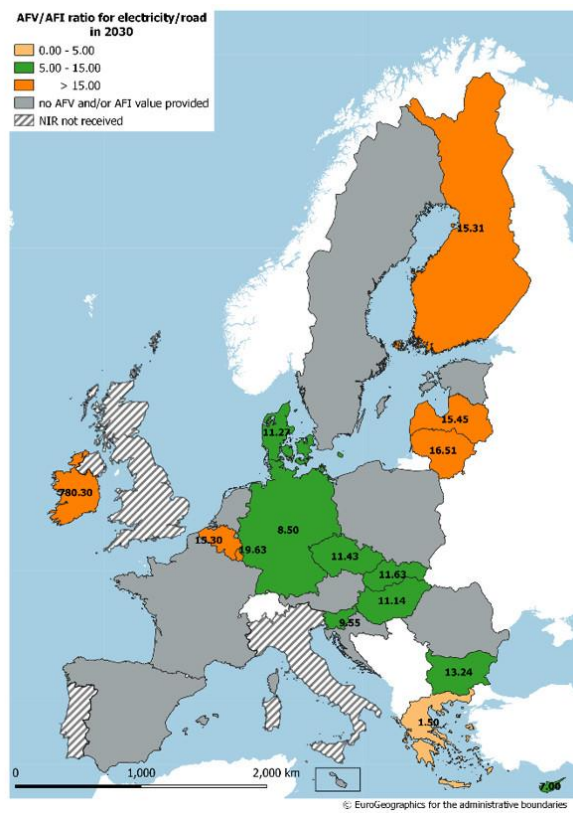 AFV/AFI ratio for electricity/road
in 2030
0.00 - 5.00
5.00 - 15.00
> 15.00
no AFV and/or AFI value provided
NIR not received
15.31
15.45
11.27
16.51
780.30
8.50
15.30
19.63
11.43
11.63
11.14
9.55
13.24
1.50
7.00
0 1,000 2,000 km
© EuroGeographics for the administrative boundaries